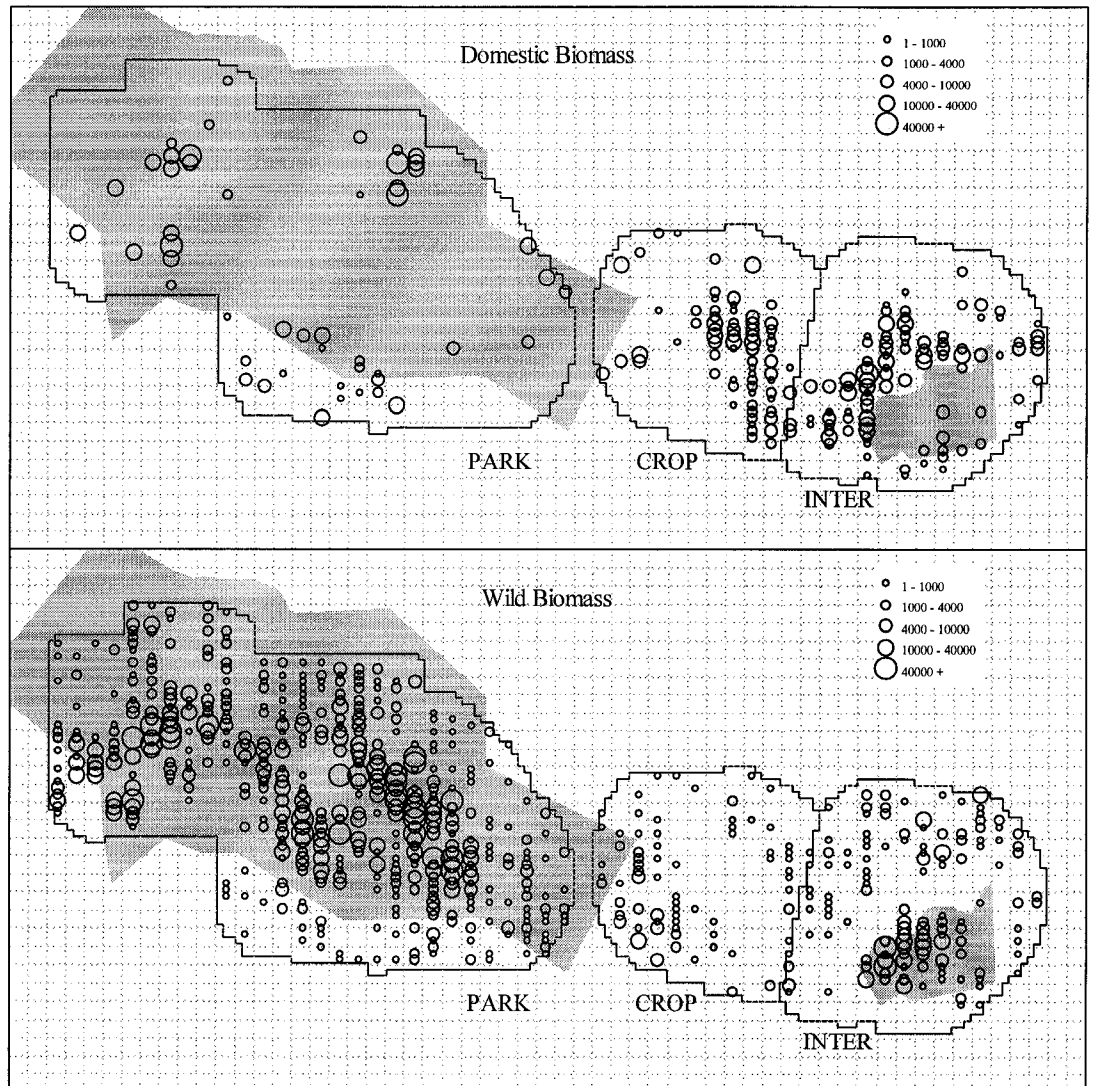 Domestic Biomass
1 - 1000
1000 - 4000
4000 - 10000
10000 - 40000
40000 +
PARK
CROP
INTER
Wild Biomass
1 - 1000
1000 - 4000
4000 - 10000
10000 - 40000
40000 +
PARK
CROP
INTER